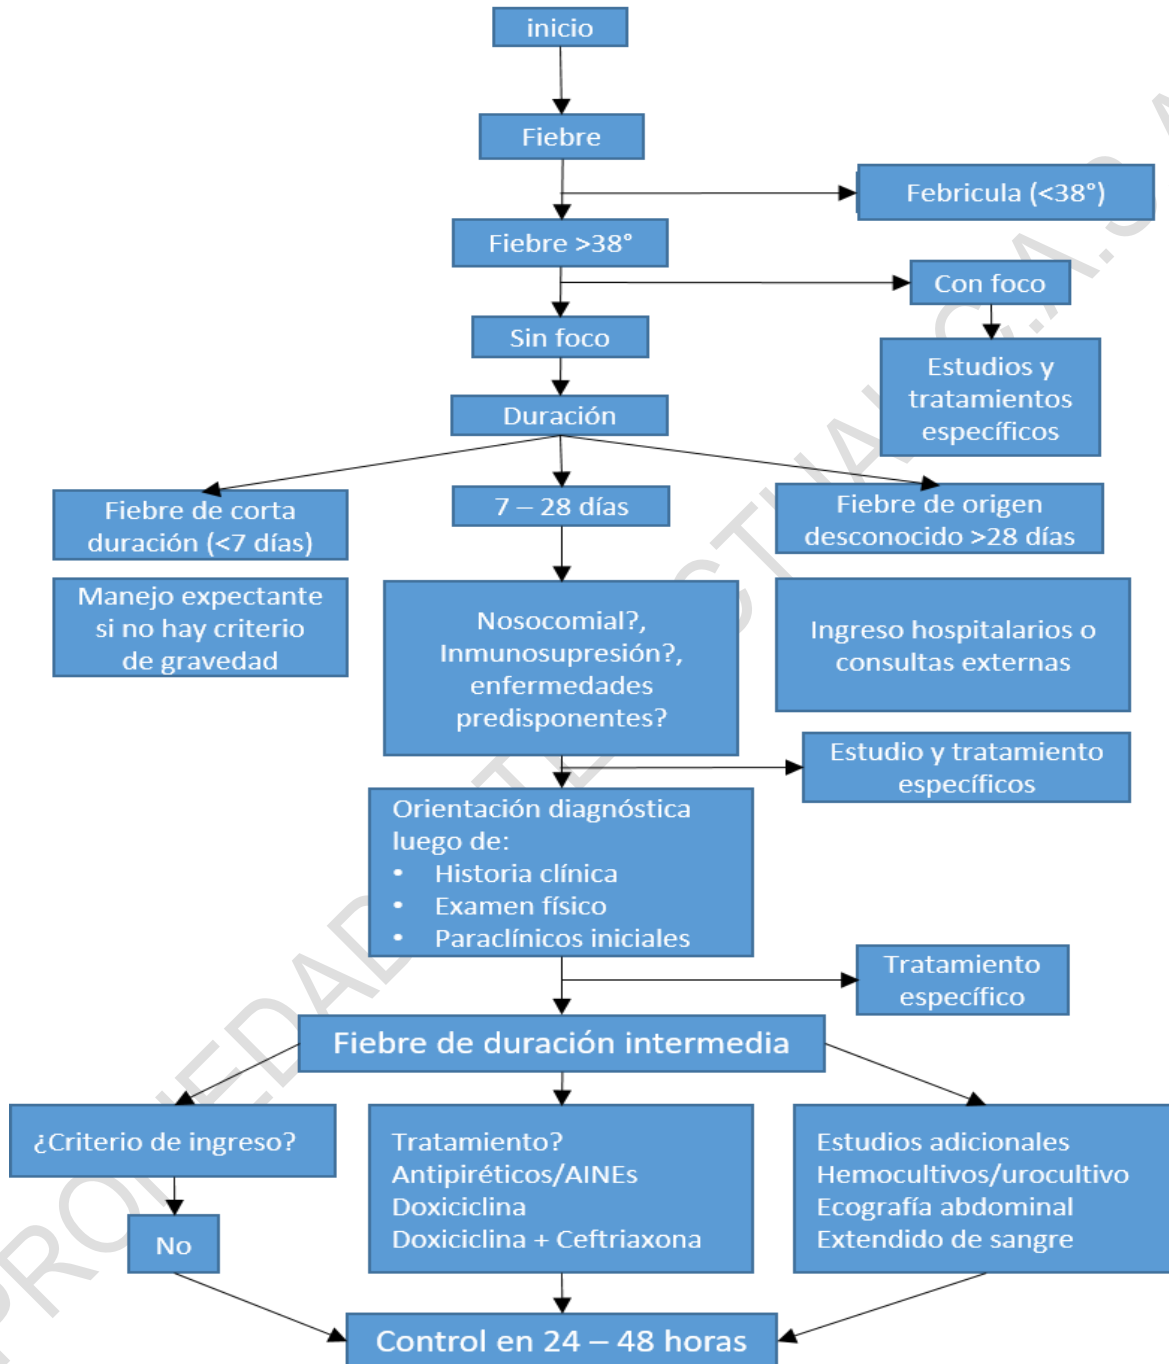 inicio
Fiebre
Febricula (<38°)
Fiebre >38°
Con foco
Sin foco
Estudios y
tratamientos
específicos
Duración
Fiebre de corta
duración (<7 días)
7 – 28 días
Fiebre de origen
desconocido >28 días
Manejo expectante
si no hay criterio
de gravedad
Nosocomial?,
Inmunosupresión?,
enfermedades
predisponentes?
Ingreso hospitalarios o
consultas externas
Estudio y tratamiento
específicos
Orientación diagnóstica
luego de:
• Historia clínica
• Examen físico
• Paraclínicos iniciales
Tratamiento
específico
Fiebre de duración intermedia
¿Criterio de ingreso?
Tratamiento?
Antipiréticos/AINEs
Doxiciclina
Doxiciclina + Ceftriaxona
Estudios adicionales
Hemocultivos/urocultivo
Ecografía abdominal
Extendido de sangre
No
Control en 24 – 48 horas